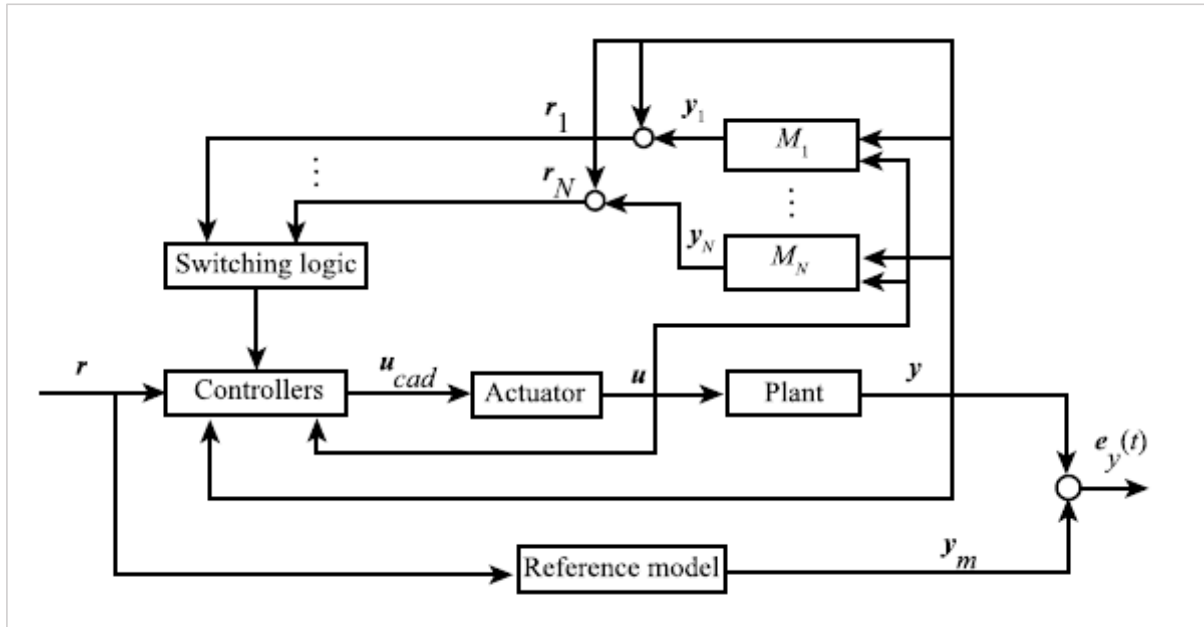 r1
y1
M1
⋮
⋮
rN
yN
MN
Switching logic
r
Controllers
ucad
Actuator
u
Plant
y
ey(t)
Reference model
ym